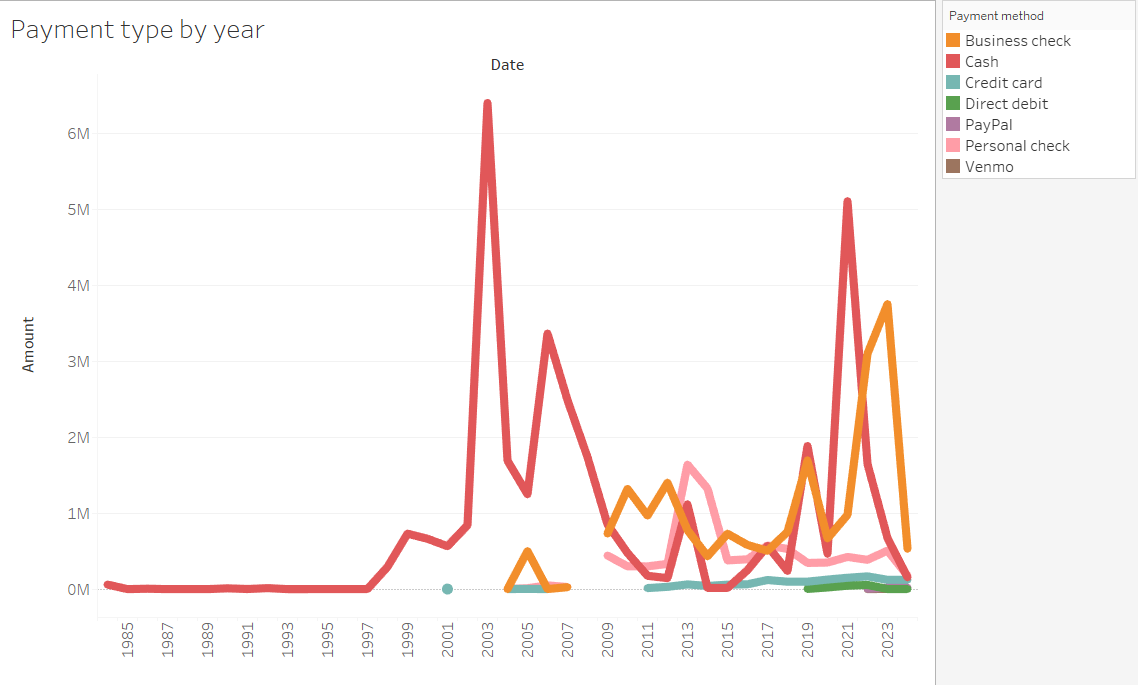 Payment type by year
Date
Amount
6M
5M
4M
3M
2M
1M
0M
1985
1987
1989
1991
1993
1995
1997
1999
2001
2003
2005
2007
2009
2011
2013
2015
2017
2019
2021
2023
Payment method
Business check
Cash
Credit card
Direct debit
PayPal
Personal check
Venmo